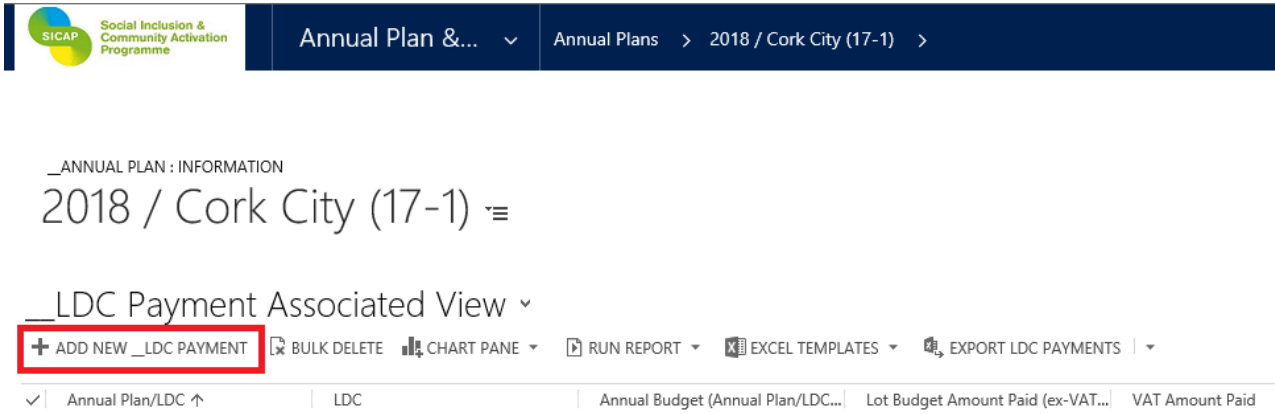 SICAP
Social Inclusion &
Community Activation
Programme
Annual Plan &...
Annual Plans > 2018 / Cork City (17-1) >
__ANNUAL PLAN : INFORMATION
2018 / Cork City (17-1)
__LDC Payment Associated View
+ ADD NEW __LDC PAYMENT BULK DELETE CHART PANE RUN REPORT EXCEL TEMPLATES EXPORT LDC PAYMENTS
✓ Annual Plan/LDC ↑ LDC Annual Budget (Annual Plan/LDC... Lot Budget Amount Paid (ex-VAT... VAT Amount Paid